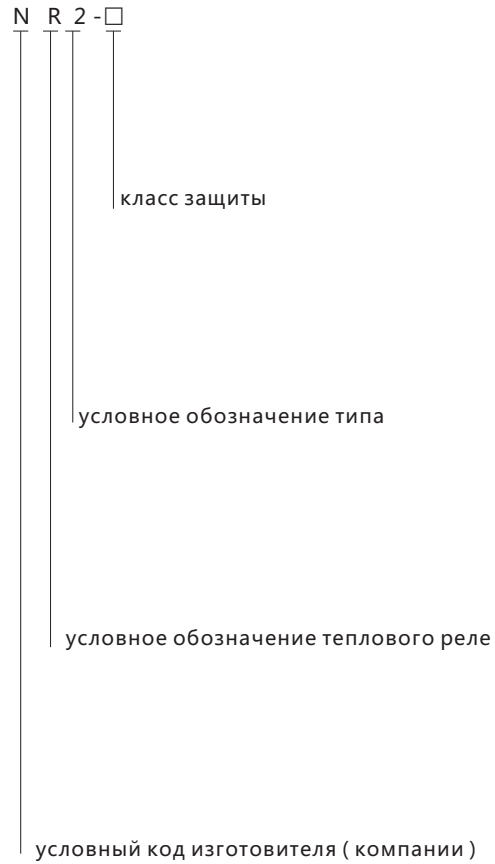 N R 2 -□
класс защиты
условное обозначение типа
условное обозначение теплового реле
условный код изготовителя ( компании )